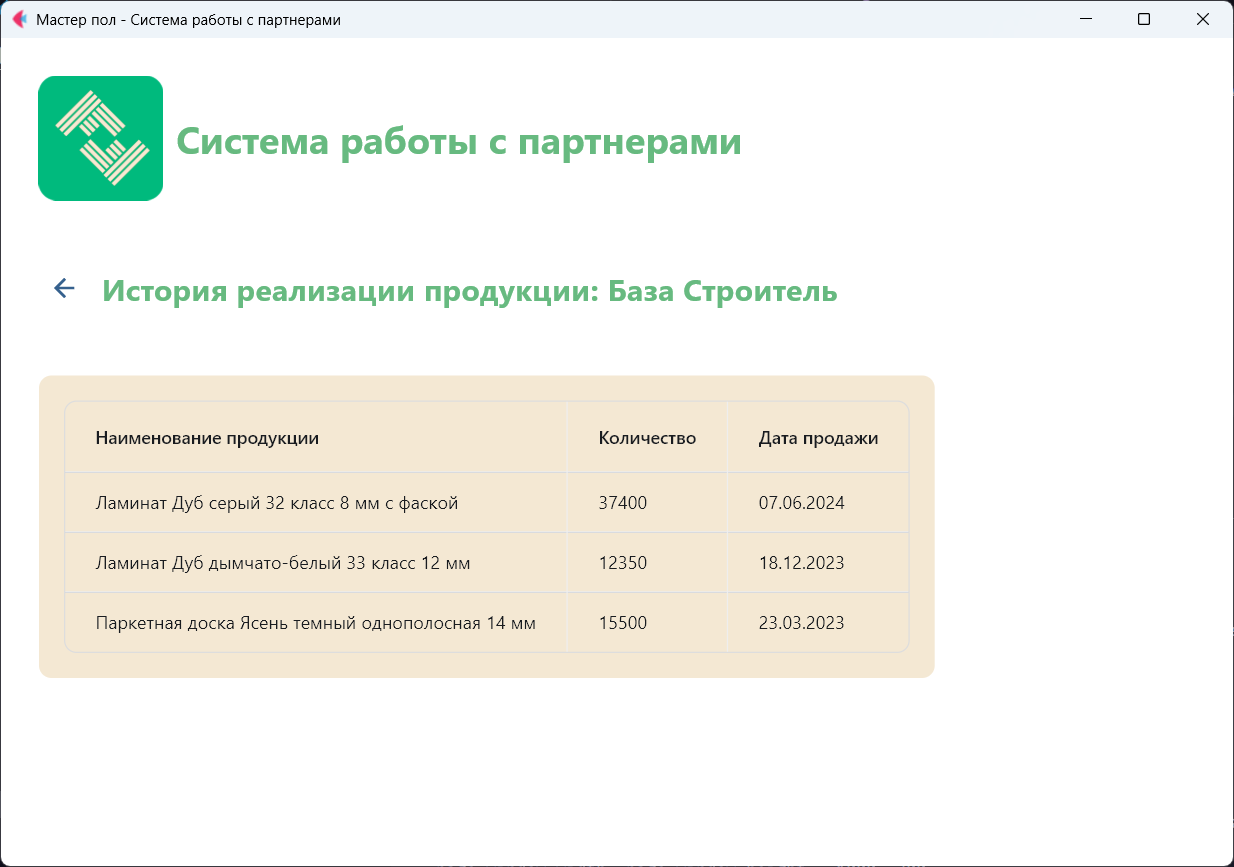 Мастер пол - Система работы с партнерами
Система работы с партнерами
История реализации продукции: База Строитель
Наименование продукции Количество Дата продажи
Ламинат Дуб серый 32 класс 8 мм с фаской 37400 07.06.2024
Ламинат Дуб дымчато-белый 33 класс 12 мм 12350 18.12.2023
Паркетная доска Ясень темный однополосная 14 мм 15500 23.03.2023